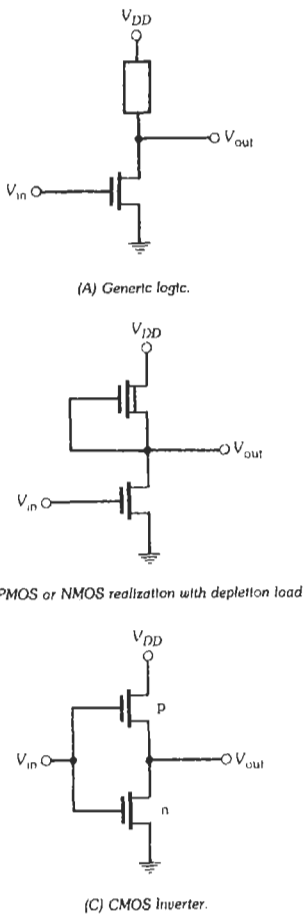 V_DD
V_out
V_in
(A) Generic logic.
V_DD
V_out
V_in
PMOS or NMOS realization with depletion load
V_DD
p
V_in
V_out
n
(C) CMOS Inverter.